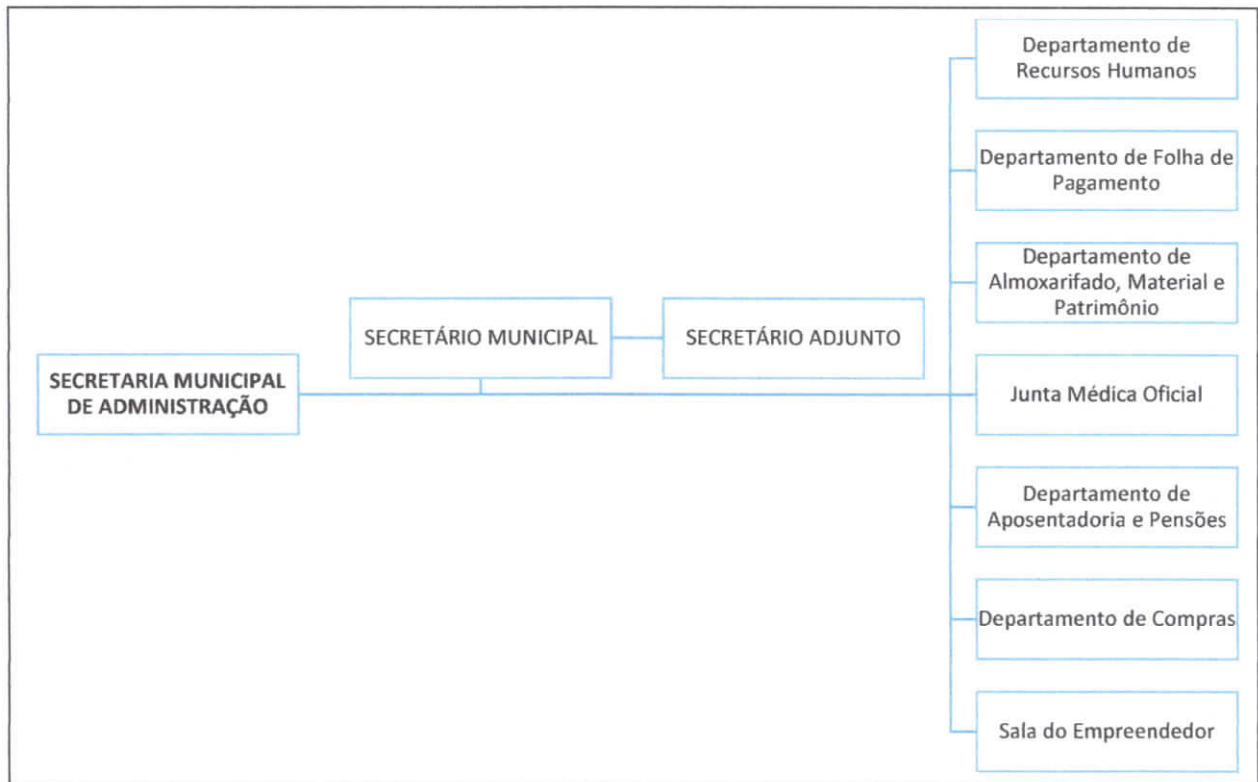 Departamento de
Recursos Humanos
Departamento de Folha de
Pagamento
Departamento de
Almoxarifado, Material e
Patrimônio
SECRETÁRIO MUNICIPAL
SECRETÁRIO ADJUNTO
SECRETARIA MUNICIPAL
DE ADMINISTRAÇÃO
Junta Médica Oficial
Departamento de
Aposentadoria e Pensões
Departamento de Compras
Sala do Empreendedor